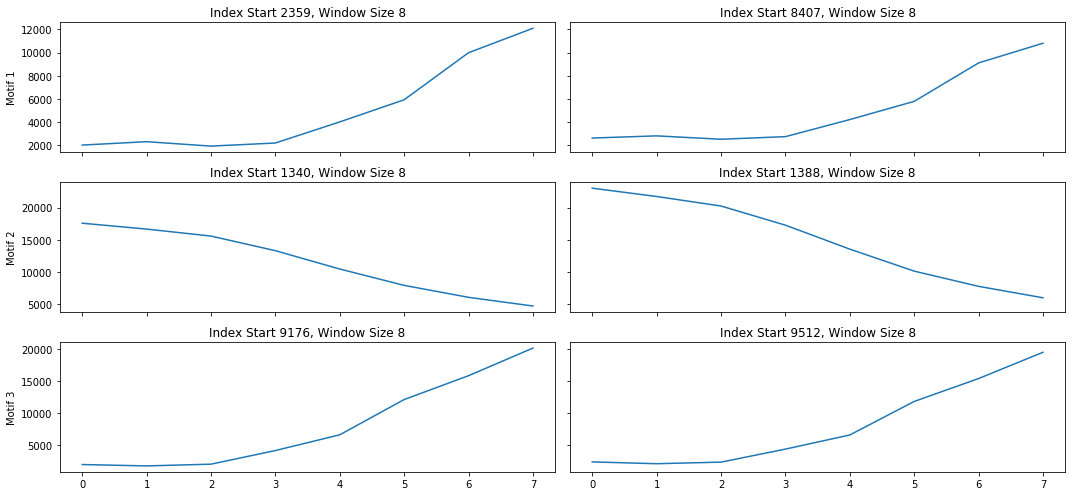 Index Start 2359, Window Size 8
Index Start 8407, Window Size 8
12000
10000
8000
6000
4000
2000
Motif 1
Index Start 1340, Window Size 8
Index Start 1388, Window Size 8
20000
15000
10000
5000
Motif 2
Index Start 9176, Window Size 8
Index Start 9512, Window Size 8
20000
15000
10000
5000
Motif 3
0 1 2 3 4 5 6 7
0 1 2 3 4 5 6 7